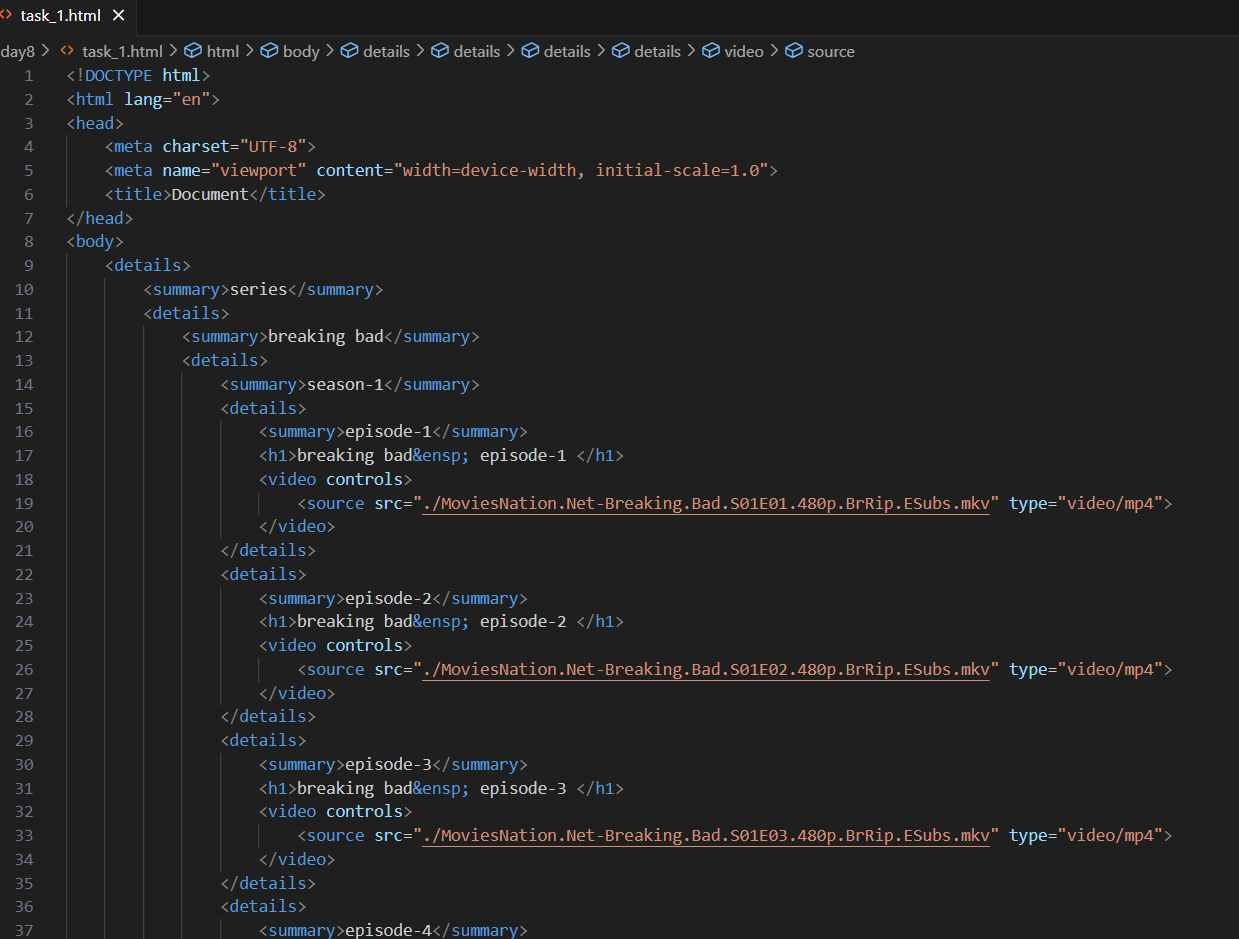 task_1.html
day8 > task_1.html > html > body > details > details > details > details > video > source
1 <!DOCTYPE html>
2 <html lang="en">
3 <head>
4     <meta charset="UTF-8">
5     <meta name="viewport" content="width=device-width, initial-scale=1.0">
6     <title>Document</title>
7 </head>
8 <body>
9     <details>
10         <summary>series</summary>
11         <details>
12             <summary>breaking bad</summary>
13             <details>
14                 <summary>season-1</summary>
15                 <details>
16                     <summary>episode-1</summary>
17                     <h1>breaking bad&ensp; episode-1 </h1>
18                     <video controls>
19                         <source src="./MoviesNation.Net-Breaking.Bad.S01E01.480p.BrRip.ESubs.mkv" type="video/mp4">
20                     </video>
21                 </details>
22                 <details>
23                     <summary>episode-2</summary>
24                     <h1>breaking bad&ensp; episode-2 </h1>
25                     <video controls>
26                         <source src="./MoviesNation.Net-Breaking.Bad.S01E02.480p.BrRip.ESubs.mkv" type="video/mp4">
27                     </video>
28                 </details>
29                 <details>
30                     <summary>episode-3</summary>
31                     <h1>breaking bad&ensp; episode-3 </h1>
32                     <video controls>
33                         <source src="./MoviesNation.Net-Breaking.Bad.S01E03.480p.BrRip.ESubs.mkv" type="video/mp4">
34                     </video>
35                 </details>
36                 <details>
37                     <summary>episode-4</summary>